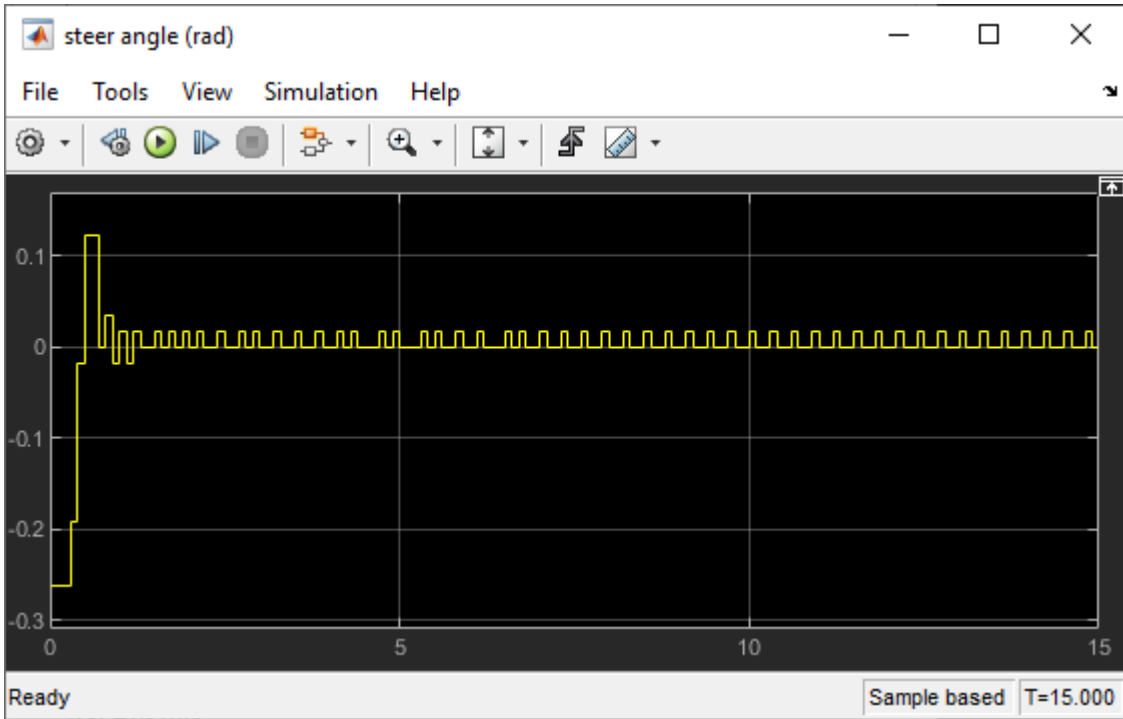 steer angle (rad)
File Tools View Simulation Help
0.1
0
-0.1
-0.2
-0.3
0 5 10 15
Ready Sample based T=15.000